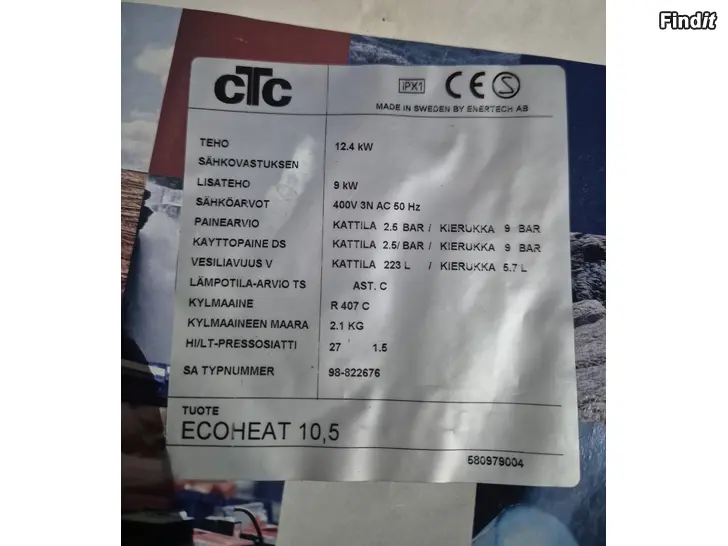 Findit
CTC
IPX1 CE S
MADE IN SWEDEN BY ENERTECH AB
TEHO 12.4 kW
SÄHKOVASTUKSEN
LISATEHO 9 kW
SÄHKÖARVOT 400V 3N AC 50 Hz
PAINEARVIO KATTILA 2.5 BAR / KIERUKKA 9 BAR
KAYTTOPAINE DS KATTILA 2.5/ BAR / KIERUKKA 9 BAR
VESILIAVUUS V KATTILA 223 L / KIERUKKA 5.7 L
LÄMPOTILA-ARVIO TS AST. C
KYLMAAINE R 407 C
KYLMAAINEEN MAARA 2.1 KG
HI/LT-PRESSOSIATTI 27 1.5
SA TYPNUMMER 98-822676
TUOTE
ECOHEAT 10,5
580979004